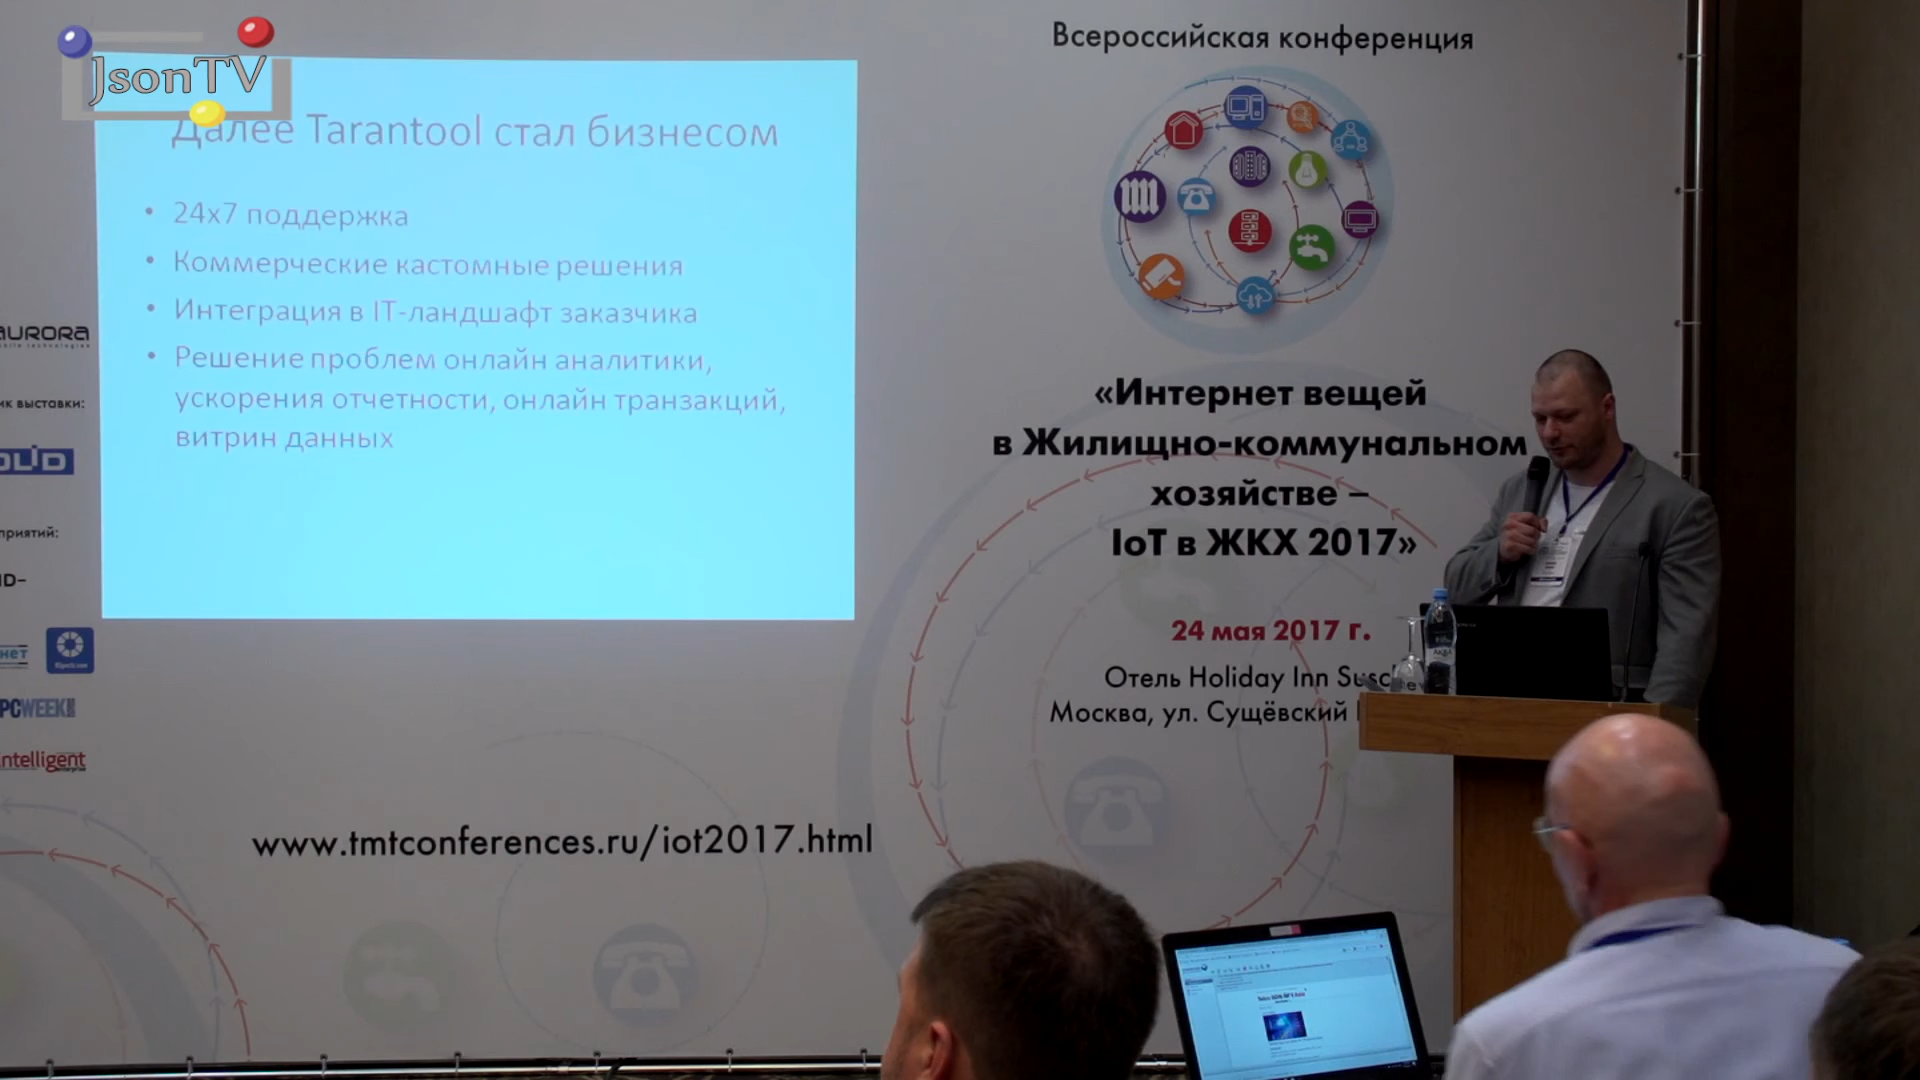 JsonTV
Далее Tarantool стал бизнесом
• 24x7 поддержка
• Коммерческие кастомные решения
• Интеграция в IT-ландшафт заказчика
• Решение проблем онлайн аналитики,
ускорения отчетности, онлайн транзакций,
витрин данных
Всероссийская конференция
«Интернет вещей
в Жилищно-коммунальном
хозяйстве –
IoT в ЖКХ 2017»
24 мая 2017 г.
Отель Holiday Inn
Москва, ул. Сущёвский
AURORA
выставки:
PCWEEK
intelligent
www.tmtconferences.ru/iot2017.html